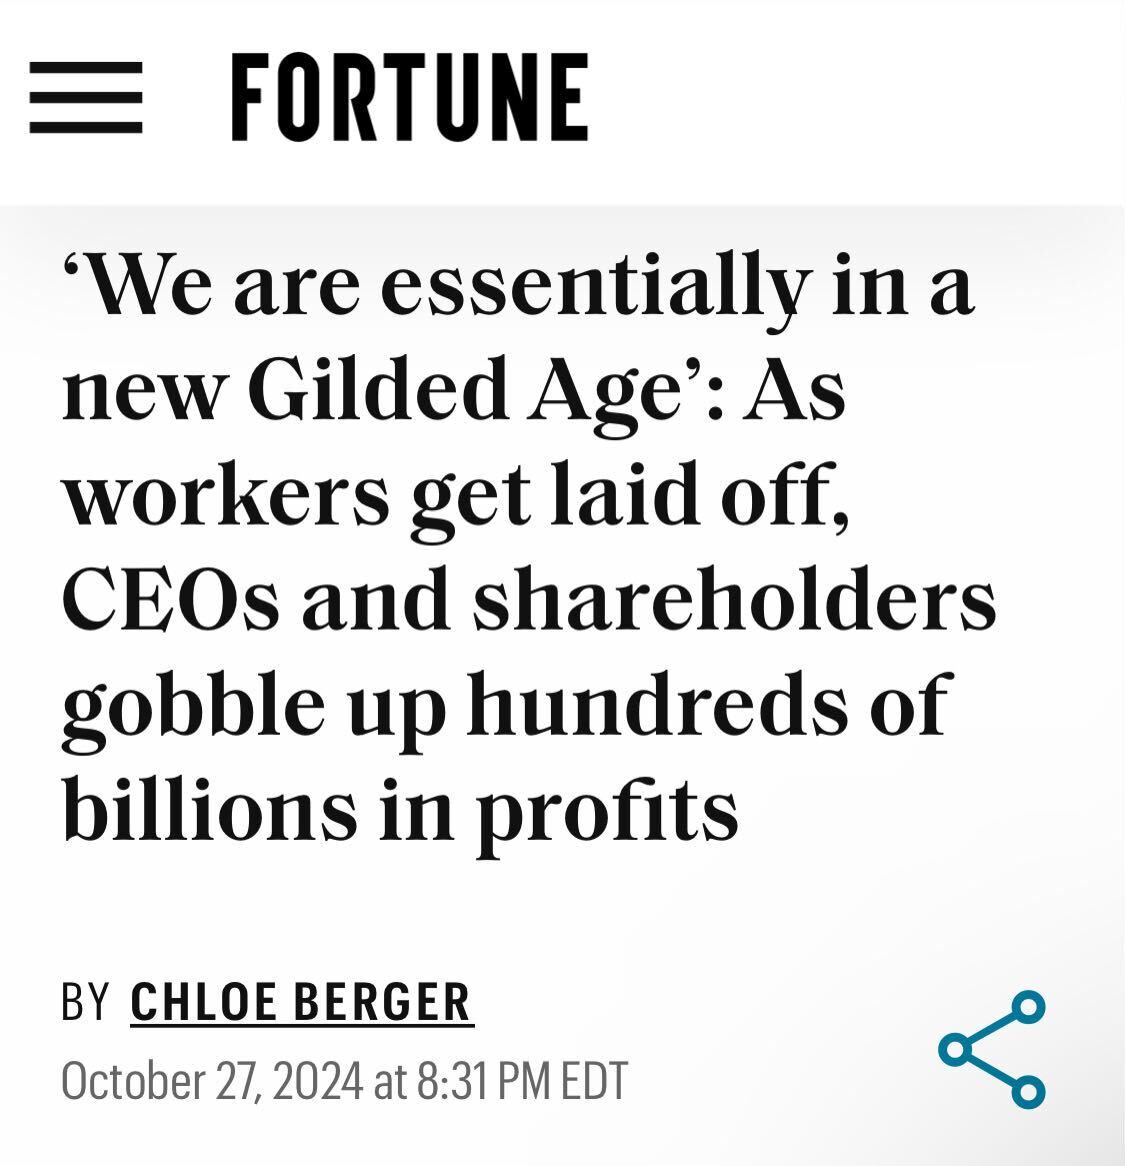 FORTUNE
‘We are essentially in a
new Gilded Age’: As
workers get laid off,
CEOs and shareholders
gobble up hundreds of
billions in profits
BY CHLOE BERGER
October 27, 2024 at 8:31 PM EDT